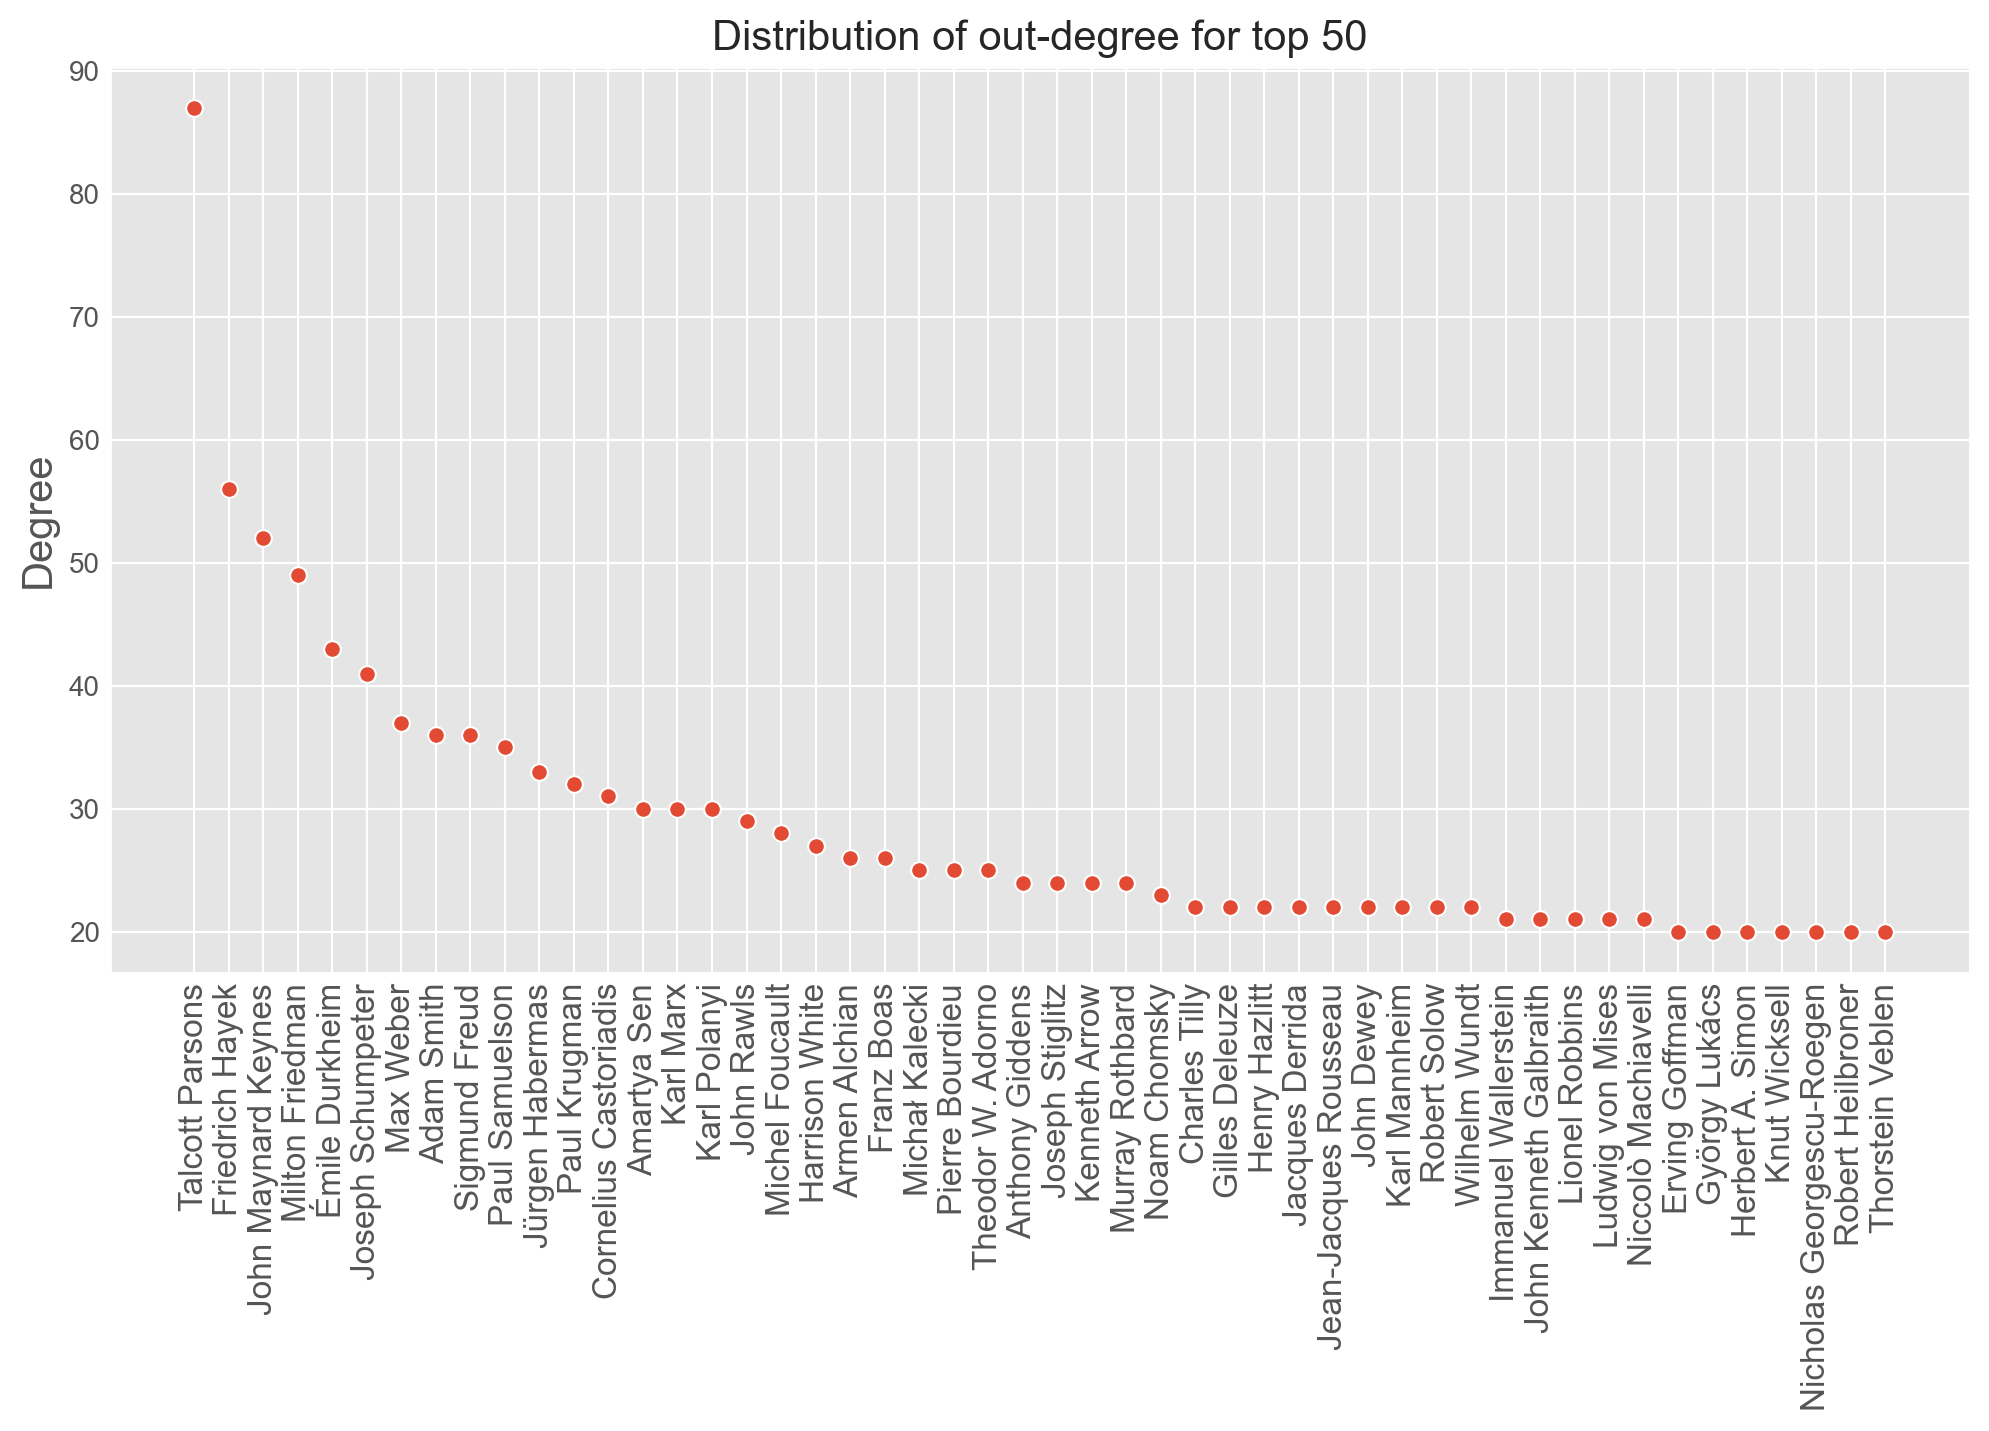 Distribution of out-degree for top 50
Degree
90
80
70
60
50
40
30
20
Talcott Parsons
Friedrich Hayek
John Maynard Keynes
Milton Friedman
Émile Durkheim
Joseph Schumpeter
Max Weber
Adam Smith
Sigmund Freud
Paul Samuelson
Jürgen Habermas
Paul Krugman
Cornelius Castoriadis
Amartya Sen
Karl Marx
Karl Polanyi
John Rawls
Michel Foucault
Harrison White
Armen Alchian
Franz Boas
Michał Kalecki
Pierre Bourdieu
Theodor W. Adorno
Anthony Giddens
Joseph Stiglitz
Kenneth Arrow
Murray Rothbard
Noam Chomsky
Charles Tilly
Gilles Deleuze
Henry Hazlitt
Jacques Derrida
Jean-Jacques Rousseau
John Dewey
Karl Mannheim
Robert Solow
Wilhelm Wundt
Immanuel Wallerstein
John Kenneth Galbraith
Lionel Robbins
Ludwig von Mises
Niccolò Machiavelli
Erving Goffman
György Lukács
Herbert A. Simon
Knut Wicksell
Nicholas Georgescu-Roegen
Robert Heilbroner
Thorstein Veblen